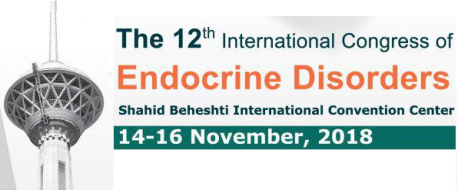 The 12th International Congress of
Endocrine Disorders
Shahid Beheshti International Convention Center
14-16 November, 2018